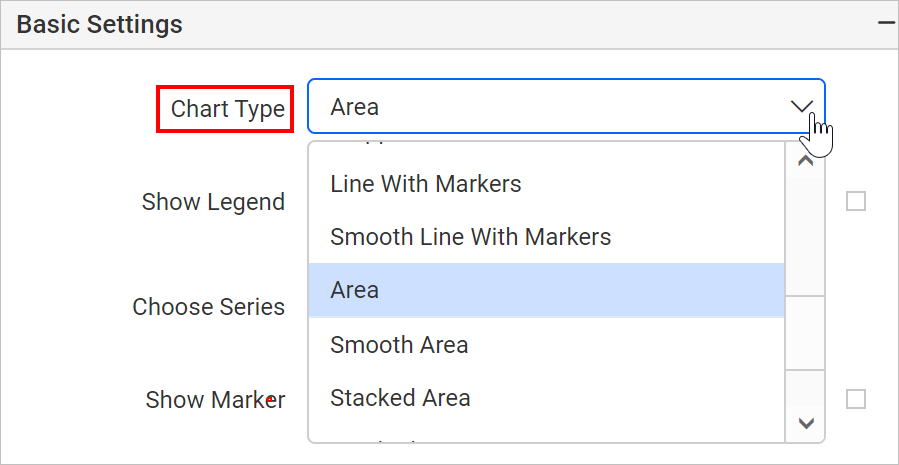 Basic Settings
Chart Type
Area
Line With Markers
Show Legend
Smooth Line With Markers
Area
Choose Series
Smooth Area
Show Marker
Stacked Area